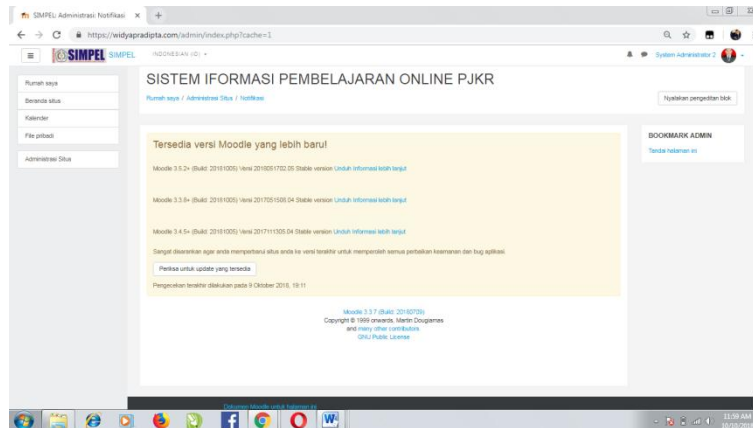 SIMPEL: Administrasi: Notifikasi
https://widyapradipta.com/admin/index.php?cache=1
SIMPEL SIMPEL INDONESIAN (ID)
System Administrator 2
Rumah saya
Beranda situs
Kalender
File pribadi
Administrasi Situs
SISTEM IFORMASI PEMBELAJARAN ONLINE PJKR
Rumah saya / Administrasi Situs / Notifikasi
Nyalakan pengeditan blok
Tersedia versi Moodle yang lebih baru!
Moodle 3.5.2+ (Build: 20181005) Versi 2018051702.05 Stable version Unduh Informasi lebih lanjut
Moodle 3.3.8+ (Build: 20181005) Versi 2017051508.04 Stable version Unduh Informasi lebih lanjut
Moodle 3.4.5+ (Build: 20181005) Versi 2017111305.04 Stable version Unduh Informasi lebih lanjut
Sangat disarankan agar anda memperbarui situs anda ke versi terakhir untuk memperoleh semua perbaikan keamanan dan bug aplikasi.
Periksa untuk update yang tersedia
Pengecekan terakhir dilakukan pada 9 Oktober 2018, 19:11
Moodle 3.3.7 (Build: 20180709)
Copyright © 1999 onwards, Martin Dougiamas
and many other contributors
GNU Public License
BOOKMARK ADMIN
Tandai halaman ini
Dokumen Moodle untuk halaman ini
11:59 AM